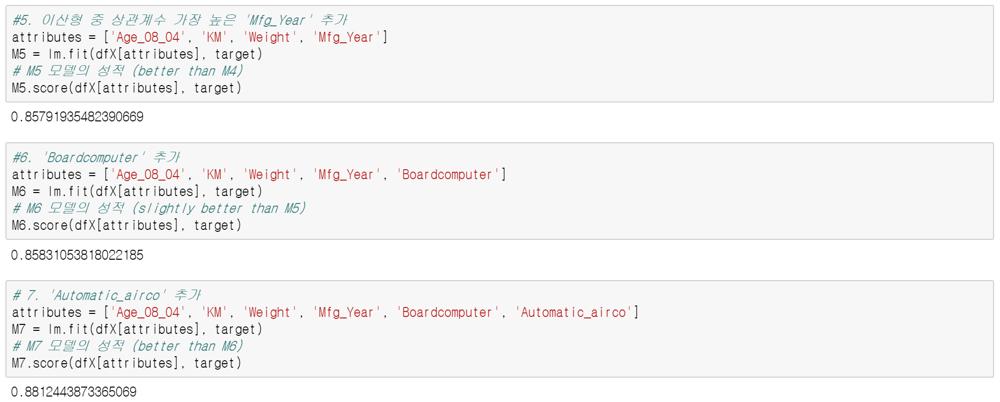 #5. 이산형 중 상관계수 가장 높은 'Mfg_Year' 추가
attributes = ['Age_08_04', 'KM', 'Weight', 'Mfg_Year']
M5 = lm.fit(dfX[attributes], target)
# M5 모델의 성적 (better than M4)
M5.score(dfX[attributes], target)
0.85791935482390669
#6. 'Boardcomputer' 추가
attributes = ['Age_08_04', 'KM', 'Weight', 'Mfg_Year', 'Boardcomputer']
M6 = lm.fit(dfX[attributes], target)
# M6 모델의 성적 (slightly better than M5)
M6.score(dfX[attributes], target)
0.85831053818022185
# 7. 'Automatic_airco' 추가
attributes = ['Age_08_04', 'KM', 'Weight', 'Mfg_Year', 'Boardcomputer', 'Automatic_airco']
M7 = lm.fit(dfX[attributes], target)
# M7 모델의 성적 (better than M6)
M7.score(dfX[attributes], target)
0.8812443873365069